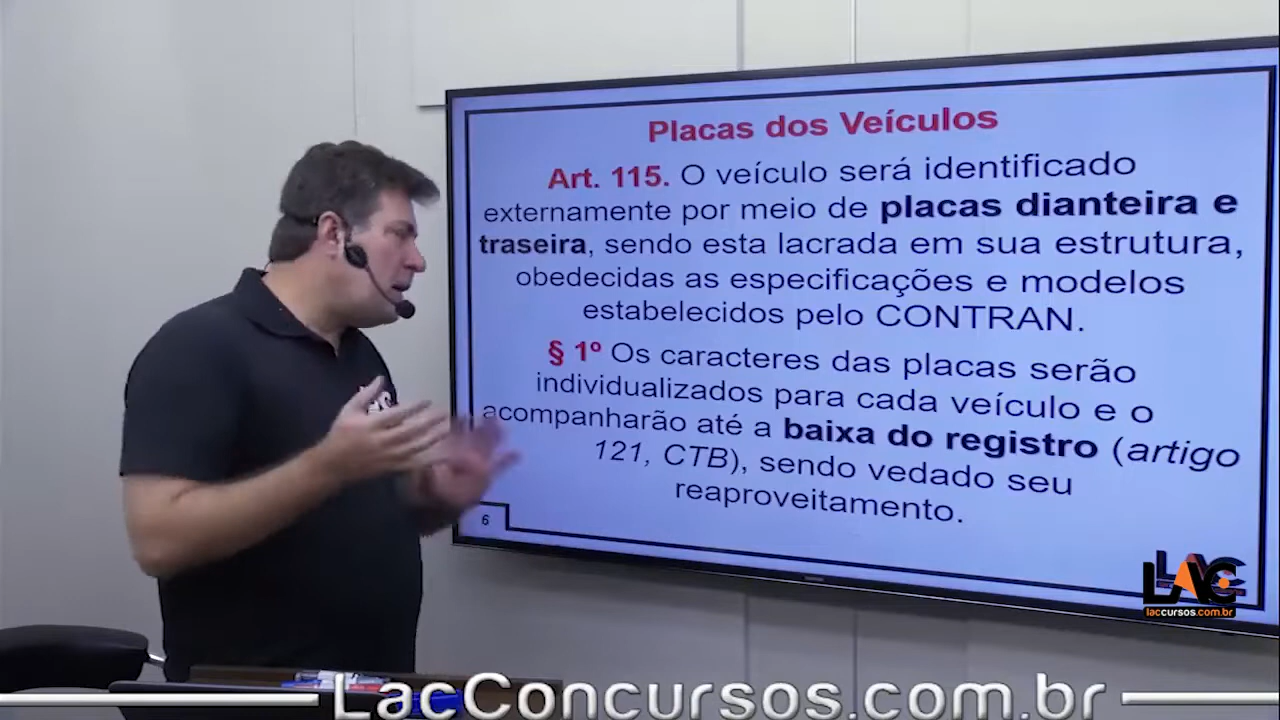 Placas dos Veículos
Art. 115. O veículo será identificado
externamente por meio de placas dianteira e
traseira, sendo esta lacrada em sua estrutura,
obedecidas as especificações e modelos
estabelecidos pelo CONTRAN.
§ 1º Os caracteres das placas serão
individualizados para cada veículo e o
acompanharão até a baixa do registro (artigo
121, CTB), sendo vedado seu
reaproveitamento.
6
LAC
laccursos.com.br
LacConcursos.com.br